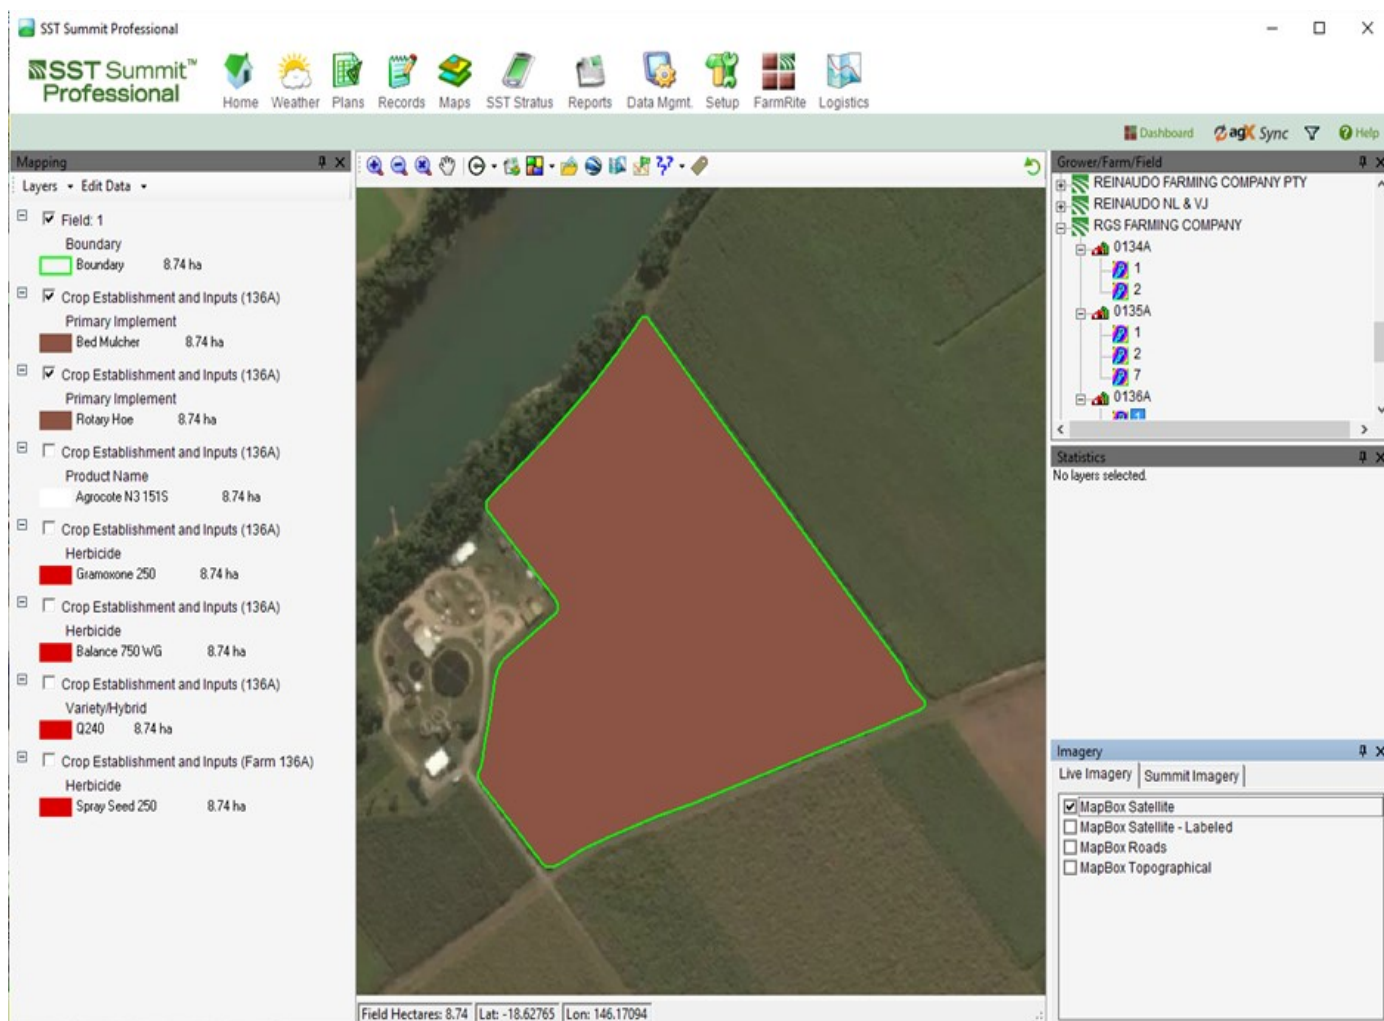 SST Summit Professional
SST Summit™
Professional
Home Weather Plans Records Maps SST Stratus Reports Data Mgmt. Setup FarmRite Logistics
Dashboard agX Sync Help
Mapping
Layers Edit Data
Field: 1
Boundary
Boundary 8.74 ha
Crop Establishment and Inputs (136A)
Primary Implement
Bed Mulcher 8.74 ha
Crop Establishment and Inputs (136A)
Primary Implement
Rotary Hoe 8.74 ha
Crop Establishment and Inputs (136A)
Product Name
Agrocote N3 151S 8.74 ha
Crop Establishment and Inputs (136A)
Herbicide
Gramoxone 250 8.74 ha
Crop Establishment and Inputs (136A)
Herbicide
Balance 750 WG 8.74 ha
Crop Establishment and Inputs (136A)
Variety/Hybrid
Q240 8.74 ha
Crop Establishment and Inputs (Farm 136A)
Herbicide
Spray Seed 250 8.74 ha
Field Hectares: 8.74 Lat: -18.62765 Lon: 146.17094
Grower/Farm/Field
REINAUDO FARMING COMPANY PTY
REINAUDO NL & VJ
RGS FARMING COMPANY
0134A
1
2
0135A
1
2
7
0136A
1
Statistics
No layers selected.
Imagery
Live Imagery Summit Imagery
MapBox Satellite
MapBox Satellite - Labeled
MapBox Roads
MapBox Topographical